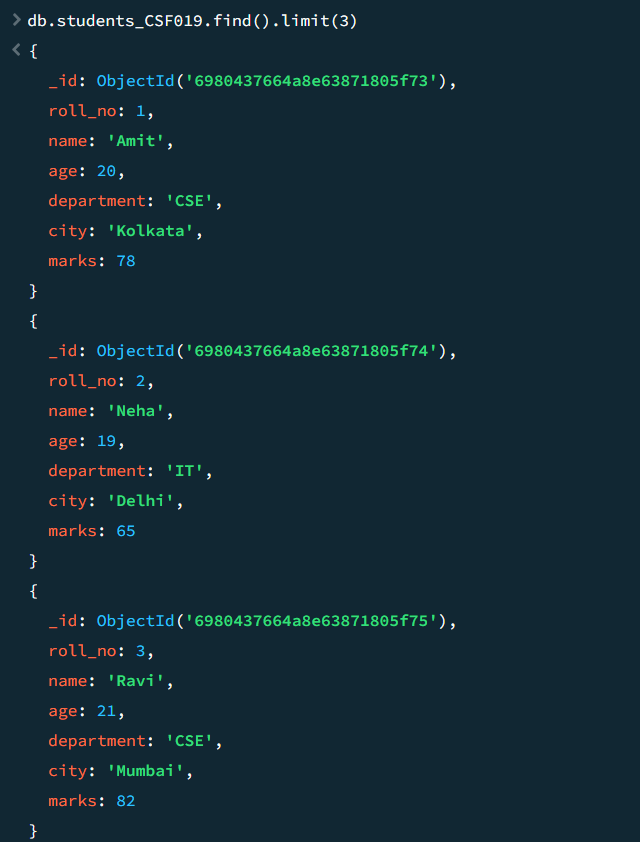 > db.students_CSF019.find().limit(3)
< {
_id: ObjectId('6980437664a8e63871805f73'),
roll_no: 1,
name: 'Amit',
age: 20,
department: 'CSE',
city: 'Kolkata',
marks: 78
}
{
_id: ObjectId('6980437664a8e63871805f74'),
roll_no: 2,
name: 'Neha',
age: 19,
department: 'IT',
city: 'Delhi',
marks: 65
}
{
_id: ObjectId('6980437664a8e63871805f75'),
roll_no: 3,
name: 'Ravi',
age: 21,
department: 'CSE',
city: 'Mumbai',
marks: 82
}